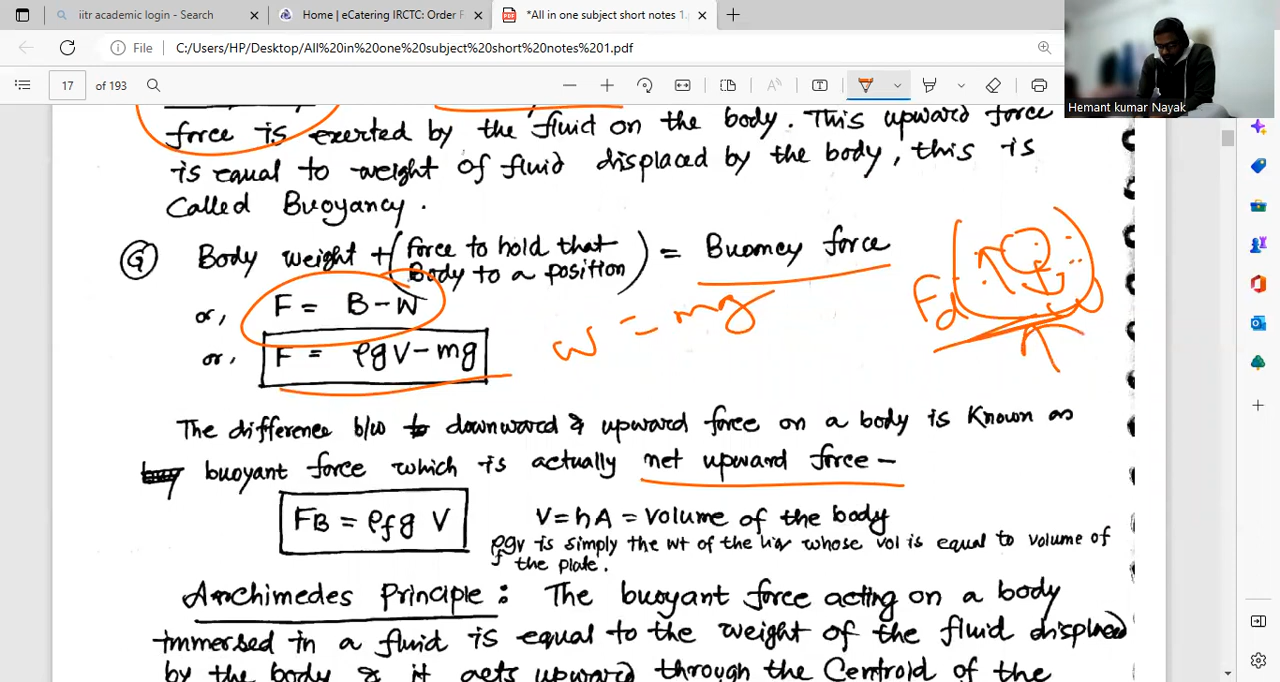 iitr academic login - Search
Home | eCatering IRCTC: Order F
*All in one subject short notes 1.p
File
C:/Users/HP/Desktop/All%20in%20one%20subject%20short%20notes%201.pdf
17 of 193
Hemant kumar Nayak
force is exerted by the fluid on the body. This upward force
is equal to weight of fluid displaced by the body, this is
Called Buoyancy.
Body weight + (force to hold that Body to a position) = Buomcy force
or, F = B - W
w = mg
Fd
or, F = ρgV - mg
The difference b/w downward & upward force on a body is Known as
buoyant force which is actually net upward force -
FB = ρfg V
V = hA = Volume of the body
ρfgv is simply the wt of the liq whose vol is equal to volume of
the plate.
Archimedes Principle : The buoyant force acting on a body
immersed in a fluid is equal to the weight of the fluid displaced
by the body & it gets upward through the Centroid of the